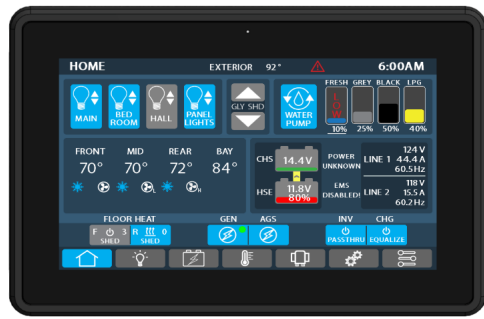 HOME EXTERIOR 92° 6:00AM
FRESH GREY BLACK LPG
LOW
MAIN BED ROOM HALL PANEL LIGHTS GLY SHD WATER PUMP
10% 25% 50% 40%
FRONT MID REAR BAY
70° 70° 72° 84°
H
CHS 14.4V POWER UNKNOWN LINE 1 124 V 44.4 A 60.5Hz
HSE 11.8V 80% EMS DISABLED! LINE 2 118 V 15.5 A 60.2 Hz
FLOOR HEAT GEN AGS INV CHG
F 3 SHED R 0 SHED PASSTHRU EQUALIZE